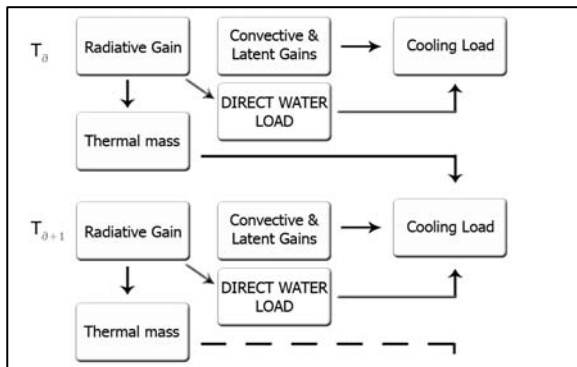 T∂
Radiative Gain
Convective &
Latent Gains
Cooling Load
DIRECT WATER
LOAD
Thermal mass
T∂+1
Radiative Gain
Convective &
Latent Gains
Cooling Load
DIRECT WATER
LOAD
Thermal mass